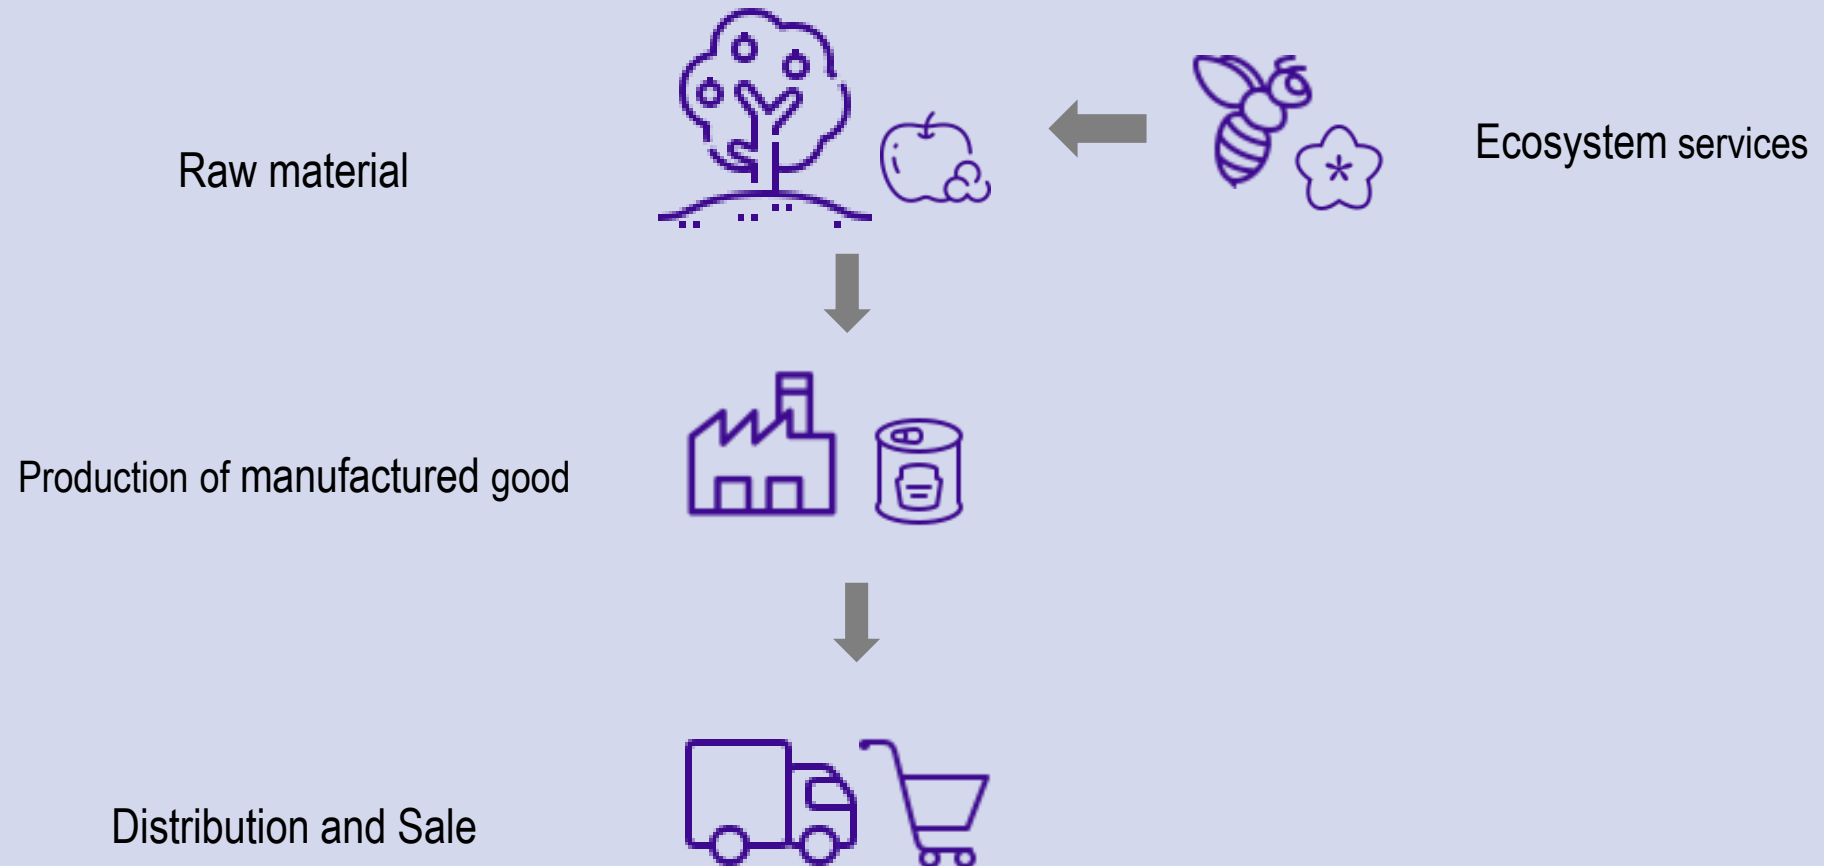 Ecosystem services
Raw material
Production of manufactured good
Distribution and Sale